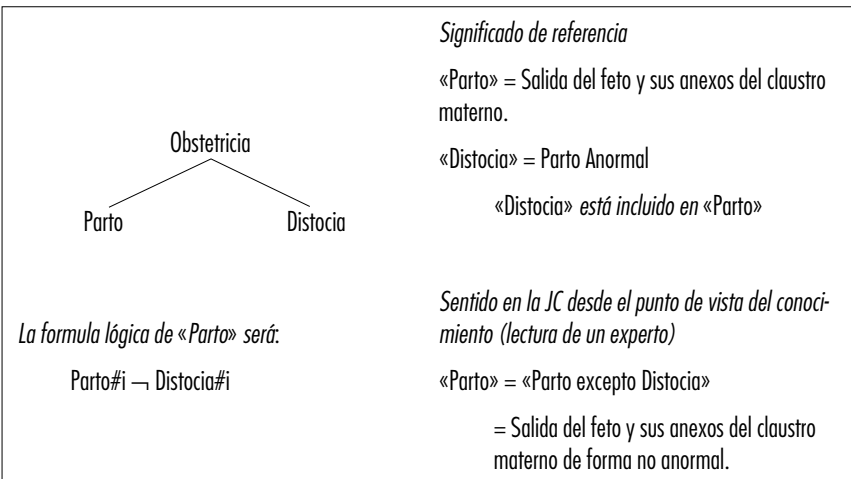 Obstetricia
Parto Distocia
La formula lógica de «Parto» será:
Parto#i ¬ Distocia#i
Significado de referencia
«Parto» = Salida del feto y sus anexos del claustro
materno.
«Distocia» = Parto Anormal
«Distocia» está incluido en «Parto»
Sentido en la JC desde el punto de vista del conoci-
miento (lectura de un experto)
«Parto» = «Parto excepto Distocia»
= Salida del feto y sus anexos del claustro
materno de forma no anormal.